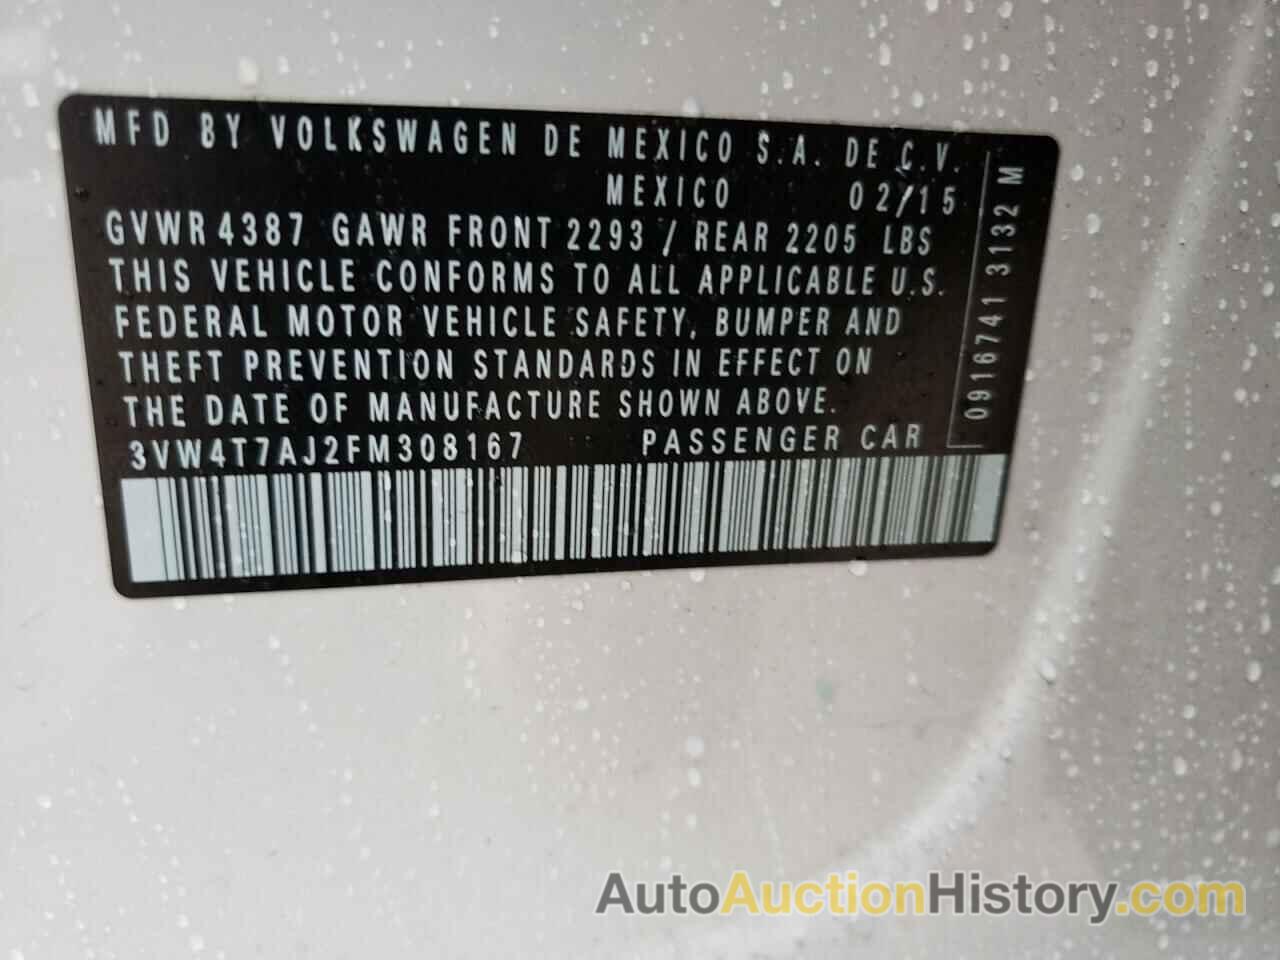 MFD BY VOLKSWAGEN DE MEXICO S.A. DE C.V.
MEXICO 02/15
GVWR 4387 GAWR FRONT 2293 / REAR 2205 LBS
THIS VEHICLE CONFORMS TO ALL APPLICABLE U.S.
FEDERAL MOTOR VEHICLE SAFETY, BUMPER AND
THEFT PREVENTION STANDARDS IN EFFECT ON
THE DATE OF MANUFACTURE SHOWN ABOVE.
3VW4T7AJ2FM308167 PASSENGER CAR
0916741 3132 M
AutoAuctionHistory.com